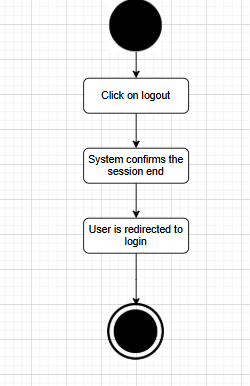 Click on logout
System confirms the
session end
User is redirected to
login